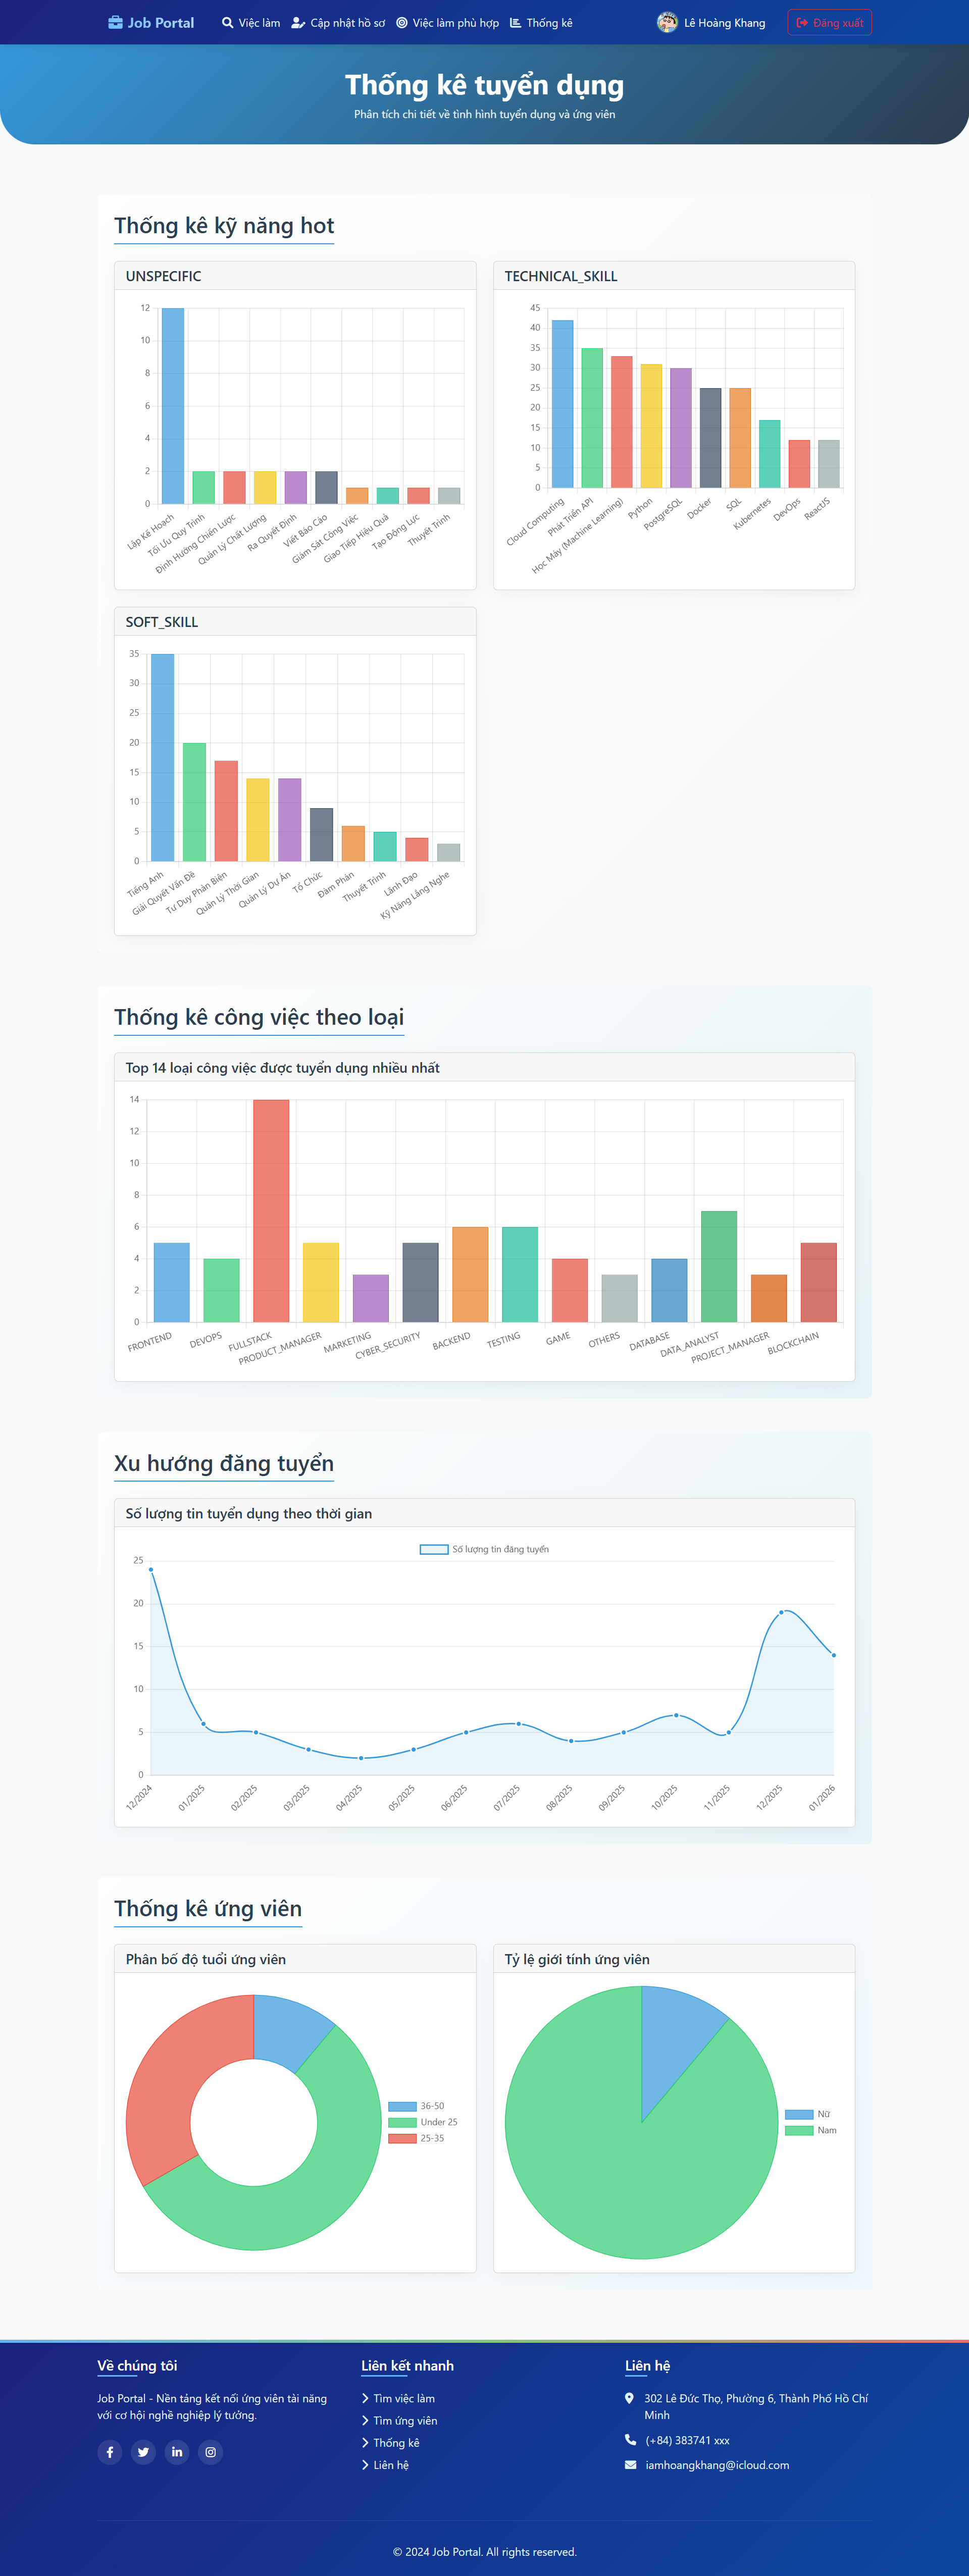 Job Portal
Việc làm
Cập nhật hồ sơ
Việc làm phù hợp
Thống kê
Lê Hoàng Khang
Đăng xuất
Thống kê tuyển dụng
Phân tích chi tiết về tình hình tuyển dụng và ứng viên
Thống kê kỹ năng hot
UNSPECIFIC
12
10
8
6
4
2
0
Lập Kế Hoạch
Tối Ưu Quy Trình
Định Hướng Chiến Lược
Quản Lý Chất Lượng
Ra Quyết Định
Viết Báo Cáo
Giám Sát Công Việc
Giao Tiếp Hiệu Quả
Tạo Động Lực
Thuyết Trình
TECHNICAL_SKILL
45
40
35
30
25
20
15
10
5
0
Cloud Computing
Phát Triển API
Học Máy (Machine Learning)
Python
PostgreSQL
Docker
SQL
Kubernetes
DevOps
ReactJS
SOFT_SKILL
35
30
25
20
15
10
5
0
Tiếng Anh
Giải Quyết Vấn Đề
Tư Duy Phản Biện
Quản Lý Thời Gian
Quản Lý Dự Án
Tổ Chức
Đàm Phán
Thuyết Trình
Lãnh Đạo
Kỹ Năng Lắng Nghe
Thống kê công việc theo loại
Top 14 loại công việc được tuyển dụng nhiều nhất
14
12
10
8
6
4
2
0
FRONTEND
DEVOPS
FULLSTACK
PRODUCT_MANAGER
MARKETING
CYBER_SECURITY
BACKEND
TESTING
GAME
OTHERS
DATABASE
DATA_ANALYST
PROJECT_MANAGER
BLOCKCHAIN
Xu hướng đăng tuyển
Số lượng tin tuyển dụng theo thời gian
Số lượng tin đăng tuyển
25
20
15
10
5
0
12/2024
01/2025
02/2025
03/2025
04/2025
05/2025
06/2025
07/2025
08/2025
09/2025
10/2025
11/2025
12/2025
01/2026
Thống kê ứng viên
Phân bố độ tuổi ứng viên
36-50
Under 25
25-35
Tỷ lệ giới tính ứng viên
Nữ
Nam
Về chúng tôi
Job Portal - Nền tảng kết nối ứng viên tài năng
với cơ hội nghề nghiệp lý tưởng.
Liên kết nhanh
Tìm việc làm
Tìm ứng viên
Thống kê
Liên hệ
Liên hệ
302 Lê Đức Thọ, Phường 6, Thành Phố Hồ Chí
Minh
(+84) 383741 xxx
iamhoangkhang@icloud.com
© 2024 Job Portal. All rights reserved.